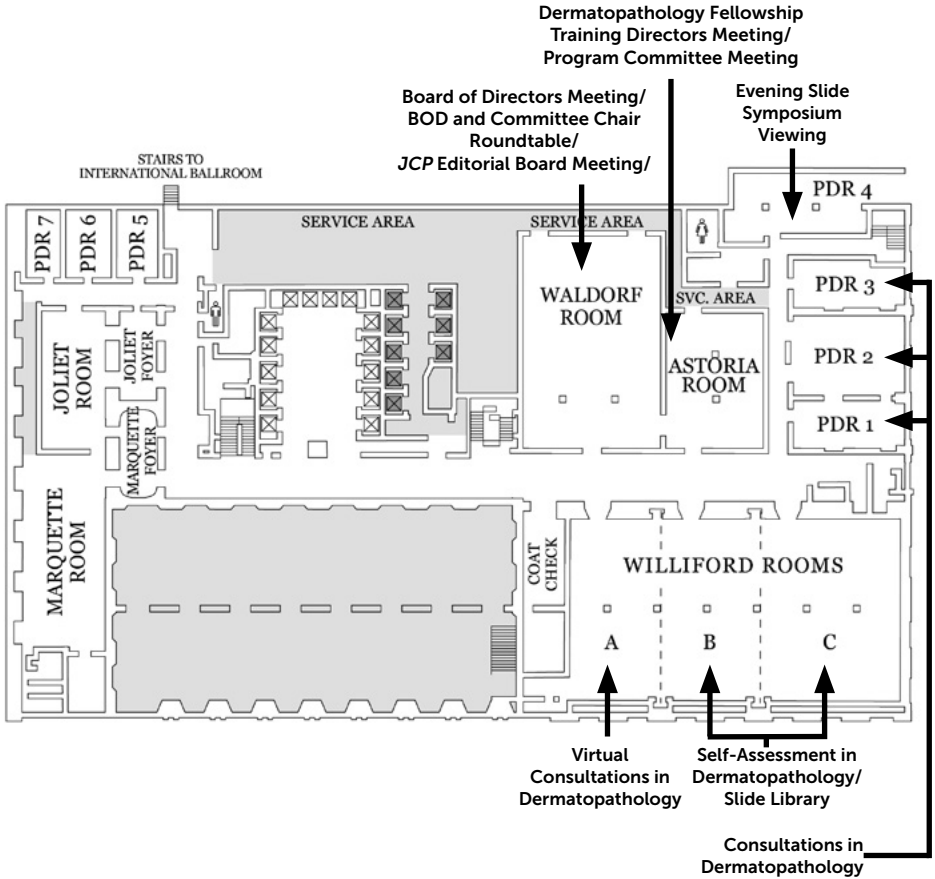 Dermatopathology Fellowship
Training Directors Meeting/
Program Committee Meeting
Board of Directors Meeting/
BOD and Committee Chair
Roundtable/
JCP Editorial Board Meeting/
Evening Slide
Symposium
Viewing
STAIRS TO
INTERNATIONAL BALLROOM
PDR 7
PDR 6
PDR 5
SERVICE AREA
SERVICE AREA
PDR 4
WALDORF
ROOM
SVC. AREA
PDR 3
JOLIET
ROOM
JOLIET
FOYER
ASTORIA
ROOM
PDR 2
PDR 1
MARQUETTE
FOYER
MARQUETTE
ROOM
COAT
CHECK
WILLIFORD ROOMS
A
B
C
Virtual
Consultations in
Dermatopathology
Self-Assessment in
Dermatopathology/
Slide Library
Consultations in
Dermatopathology